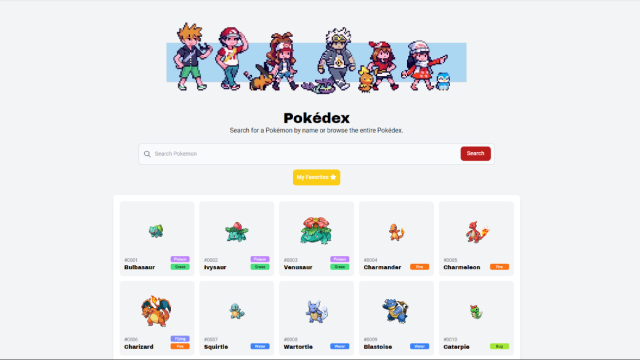 Pokédex
Search for a Pokémon by name or browse the entire Pokédex.
Search Pokemon
Search
My Favorites
#0001
Poison
Bulbasaur
Grass
#0002
Poison
Ivysaur
Grass
#0003
Poison
Venusaur
Grass
#0004
Charmander
Fire
#0005
Charmeleon
Fire
#0006
Flying
Charizard
Fire
#0007
Squirtle
Water
#0008
Wartortle
Water
#0009
Blastoise
Water
#0010
Caterpie
Bug